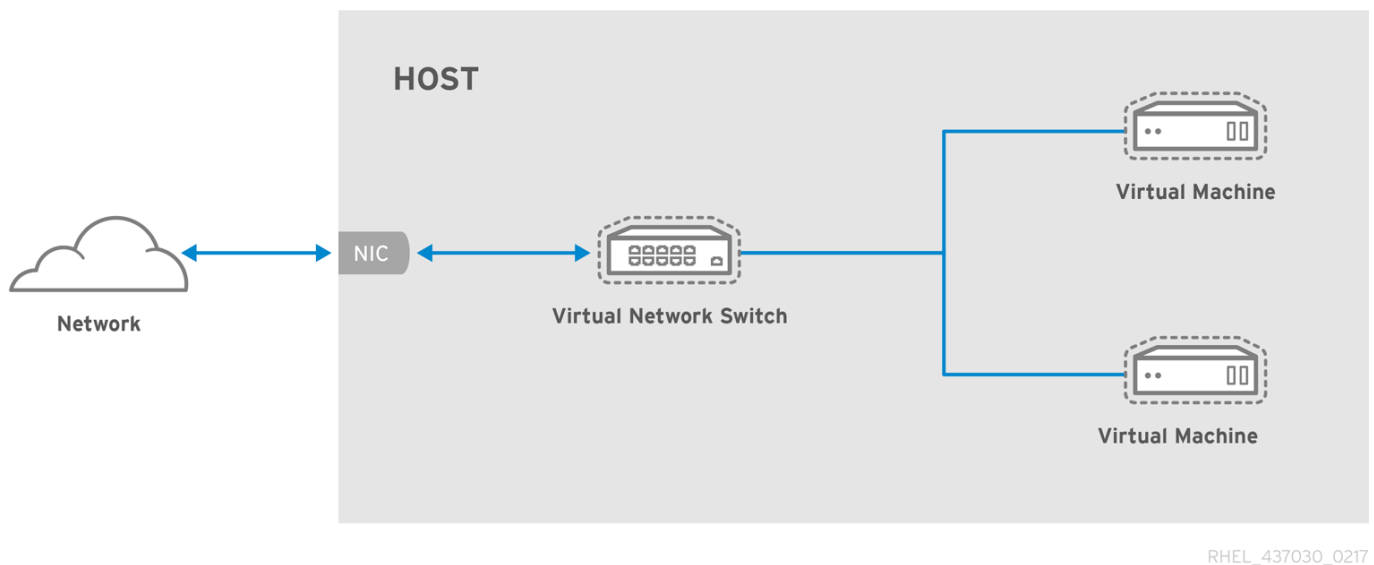 HOST
Virtual Machine
NIC
Network
Virtual Network Switch
Virtual Machine
RHEL_437030_0217